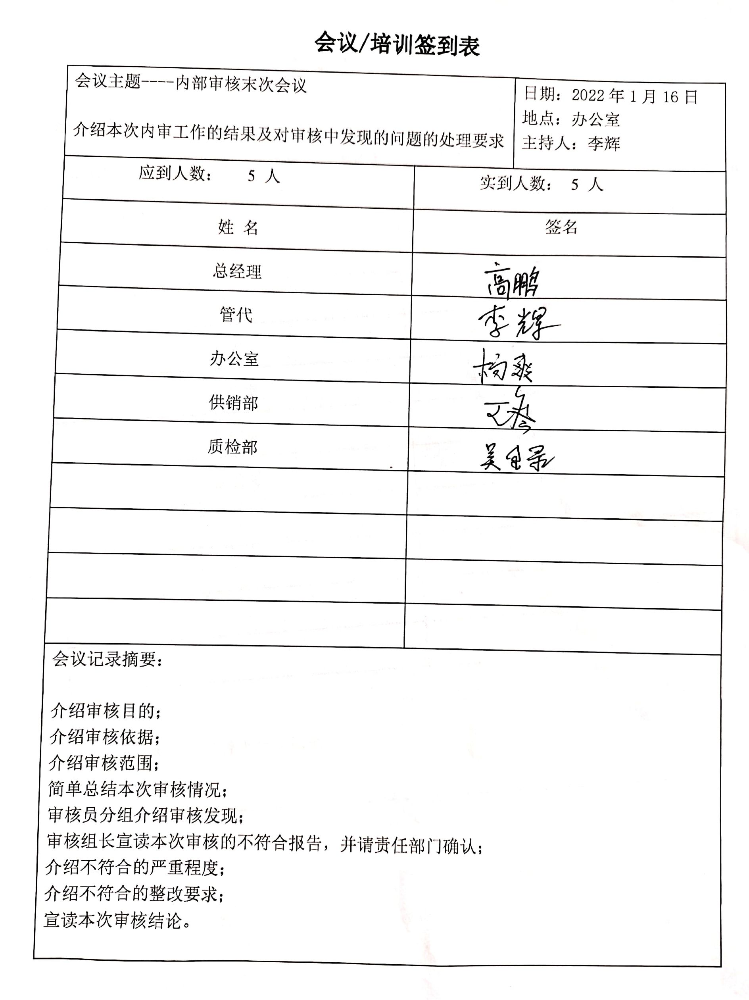 会议/培训签到表
会议主题----内部审核末次会议
介绍本次内审工作的结果及对审核中发现的问题的处理要求
日期：2022 年 1 月 16 日
地点：办公室
主持人：李辉
应到人数： 5 人
实到人数： 5 人
姓 名
签名
总经理
高鹏
管代
李辉
办公室
杨爽
供销部
质检部
吴
会议记录摘要：
介绍审核目的；
介绍审核依据；
介绍审核范围；
简单总结本次审核情况；
审核员分组介绍审核发现；
审核组长宣读本次审核的不符合报告，并请责任部门确认；
介绍不符合的严重程度；
介绍不符合的整改要求；
宣读本次审核结论。